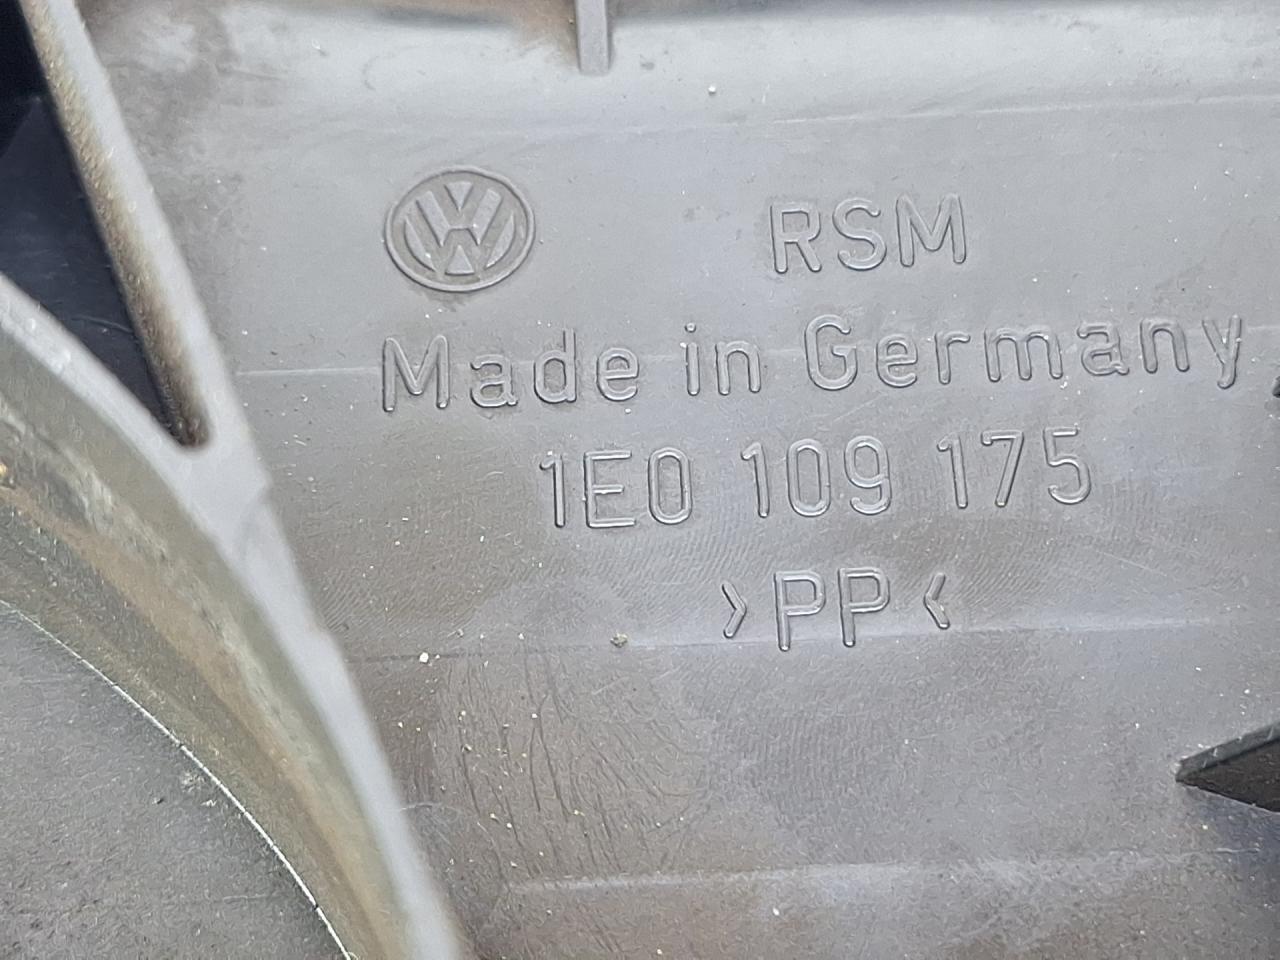 RSM
Made in Germany
1E0 109 175
>PP<